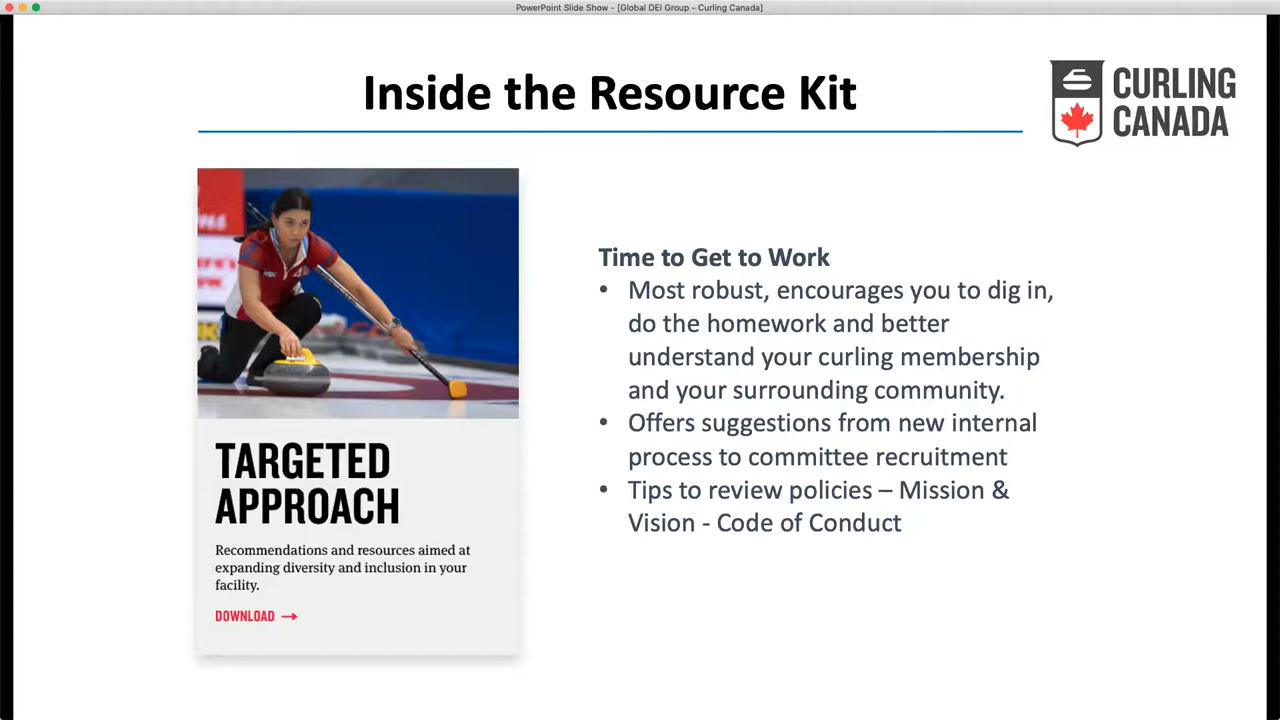 PowerPoint Slide Show - [Global DEI Group - Curling Canada]
Inside the Resource Kit
CURLING
CANADA
TARGETED
APPROACH
Recommendations and resources aimed at
expanding diversity and inclusion in your
facility.
DOWNLOAD →
Time to Get to Work
• Most robust, encourages you to dig in,
do the homework and better
understand your curling membership
and your surrounding community.
• Offers suggestions from new internal
process to committee recruitment
• Tips to review policies – Mission &
Vision - Code of Conduct